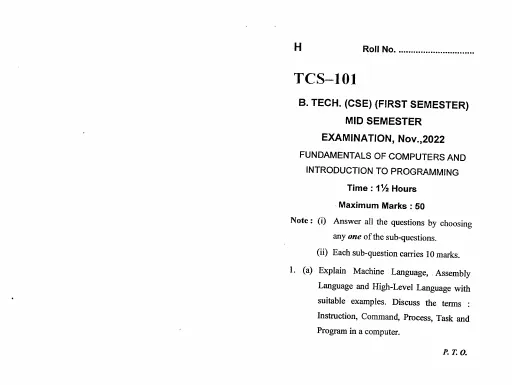 H Roll No. ................................
TCS–101
B. TECH. (CSE) (FIRST SEMESTER)
MID SEMESTER
EXAMINATION, Nov.,2022
FUNDAMENTALS OF COMPUTERS AND
INTRODUCTION TO PROGRAMMING
Time : 1½ Hours
Maximum Marks : 50
Note : (i) Answer all the questions by choosing
any one of the sub-questions.
(ii) Each sub-question carries 10 marks.
1. (a) Explain Machine Language, Assembly
Language and High-Level Language with
suitable examples. Discuss the terms :
Instruction, Command, Process, Task and
Program in a computer.
P. T. O.